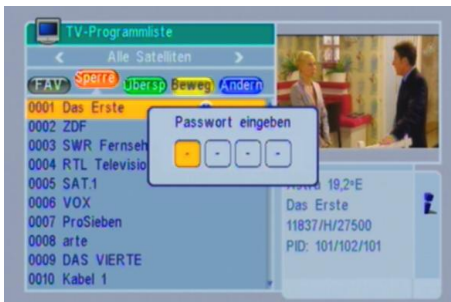 TV-Programmliste
< Alle Satelliten >
FAV Sperre Übersp Beweg Ändern
0001 Das Erste
0002 ZDF
0003 SWR Fernseh
0004 RTL Televisio
0005 SAT.1
0006 VOX
0007 ProSieben
0008 arte
0009 DAS VIERTE
0010 Kabel 1
Passwort eingeben
- - - -
Astra 19,2°E
Das Erste
11837/H/27500
PID: 101/102/101